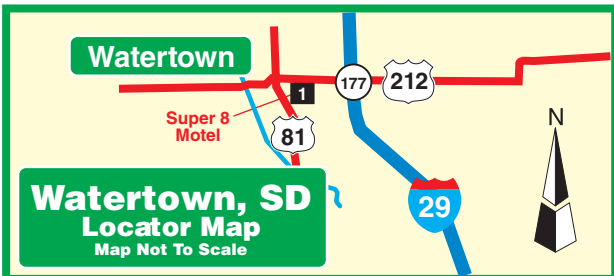 Watertown
177
212
1
Super 8
Motel
81
N
Watertown, SD
Locator Map
Map Not To Scale
29